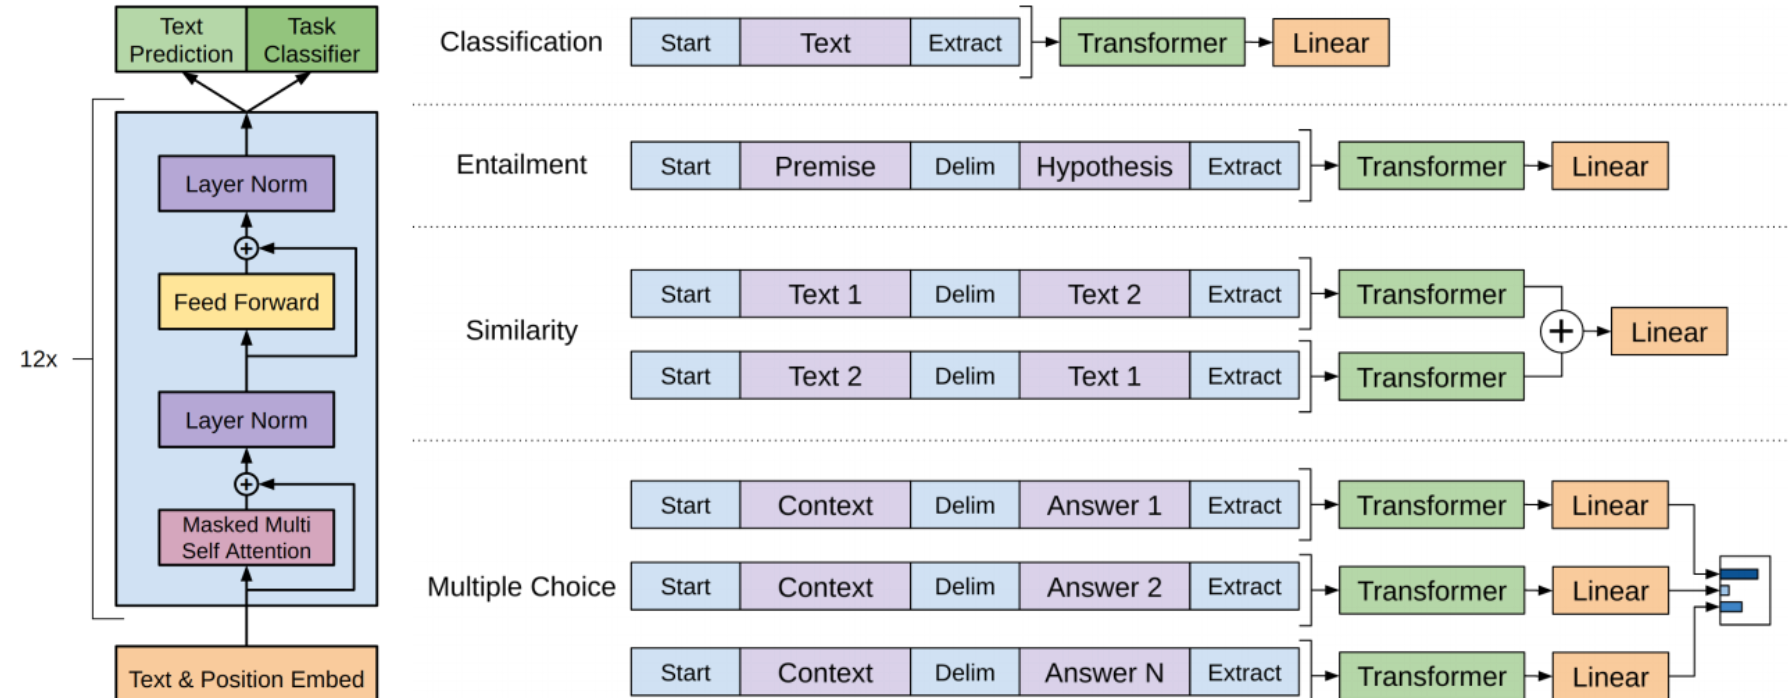 Text
Prediction
Task
Classifier
12x
Layer Norm
+
Feed Forward
Layer Norm
+
Masked Multi
Self Attention
Text & Position Embed
Classification Start Text Extract Transformer Linear
Entailment Start Premise Delim Hypothesis Extract Transformer Linear
Similarity
Start Text 1 Delim Text 2 Extract Transformer
+ Linear
Start Text 2 Delim Text 1 Extract Transformer
Multiple Choice
Start Context Delim Answer 1 Extract Transformer Linear
Start Context Delim Answer 2 Extract Transformer Linear
Start Context Delim Answer N Extract Transformer Linear